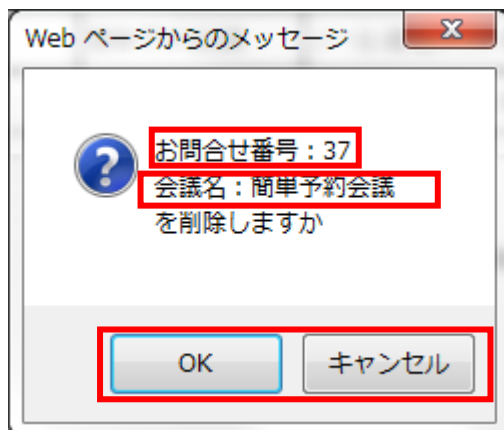 Web ページからのメッセージ
お問合せ番号：37
会議名：簡単予約会議
を削除しますか
OK
キャンセル